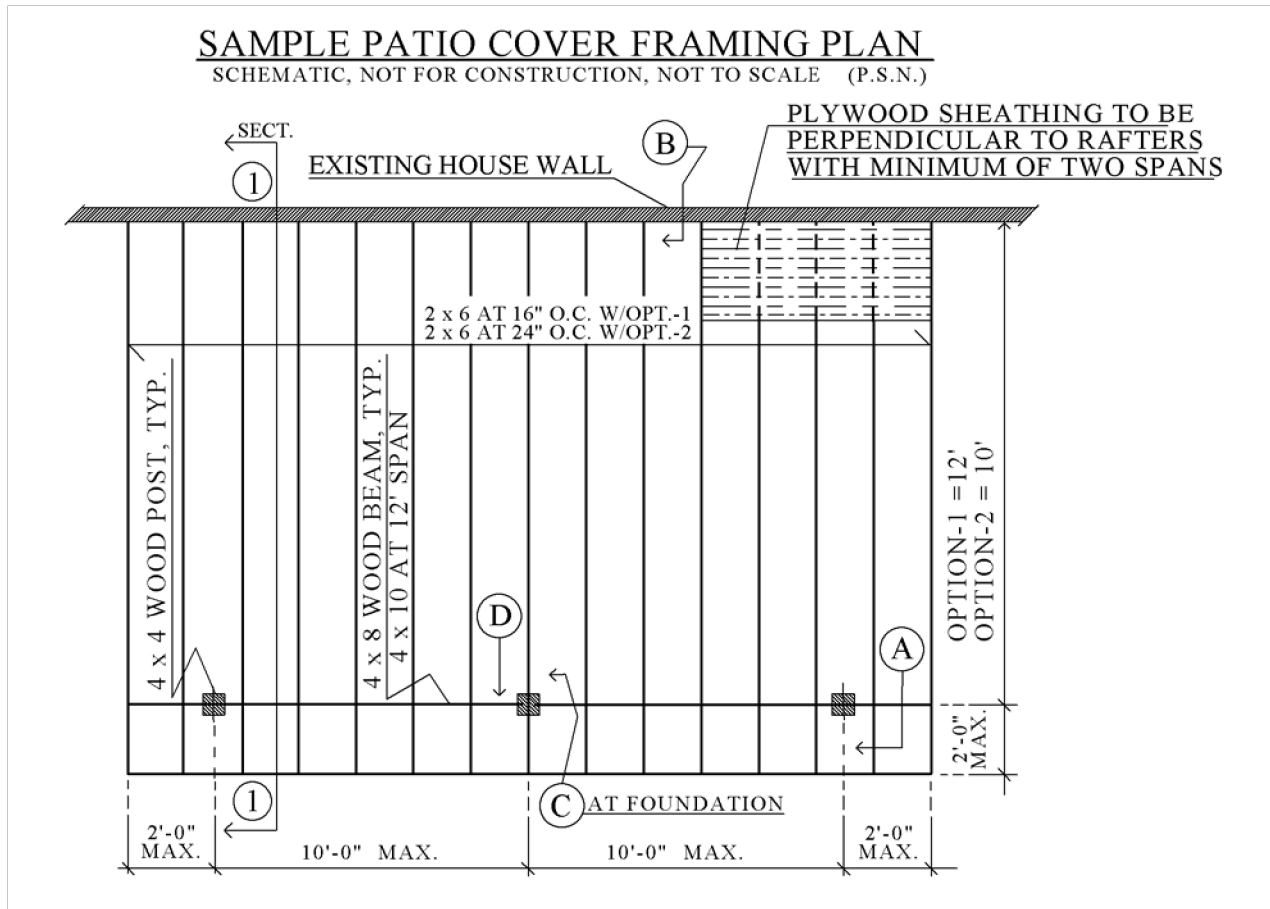 SAMPLE PATIO COVER FRAMING PLAN
SCHEMATIC, NOT FOR CONSTRUCTION, NOT TO SCALE (P.S.N.)
SECT.
1
EXISTING HOUSE WALL
B
PLYWOOD SHEATHING TO BE
PERPENDICULAR TO RAFTERS
WITH MINIMUM OF TWO SPANS
2 x 6 AT 16" O.C. W/OPT.-1
2 x 6 AT 24" O.C. W/OPT.-2
4 x 4 WOOD POST, TYP.
4 x 8 WOOD BEAM, TYP.
4 x 10 AT 12' SPAN
D
A
OPTION-1 =12'
OPTION-2 = 10'
2'-0"
MAX.
1
C
AT FOUNDATION
2'-0"
MAX.
10'-0" MAX.
10'-0" MAX.
2'-0"
MAX.